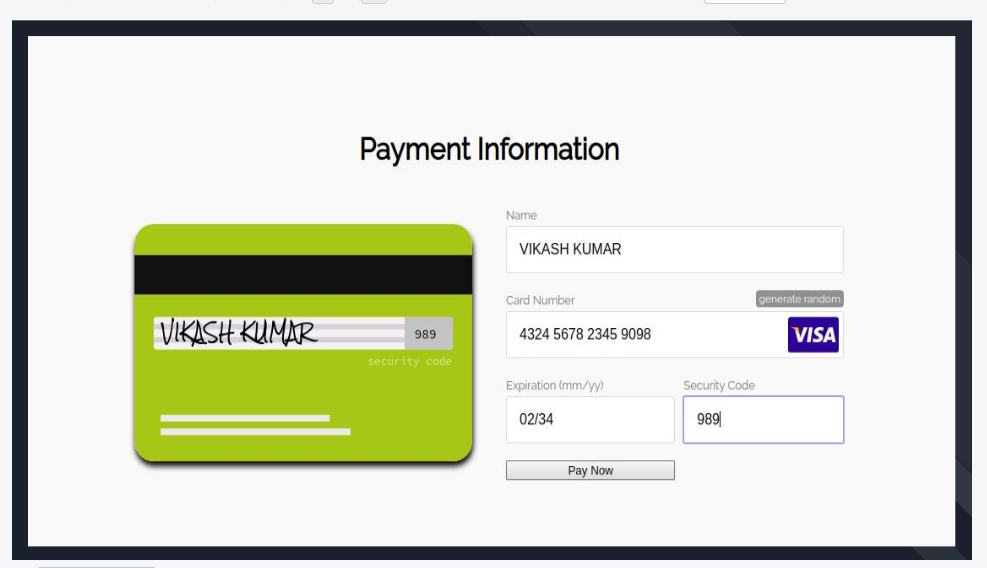 Payment Information
Name
VIKASH KUMAR
Card Number
generate random
4324 5678 2345 9098
VISA
Expiration (mm/yy)
Security Code
02/34
989
Pay Now
VIKASH KUMAR
989
security code